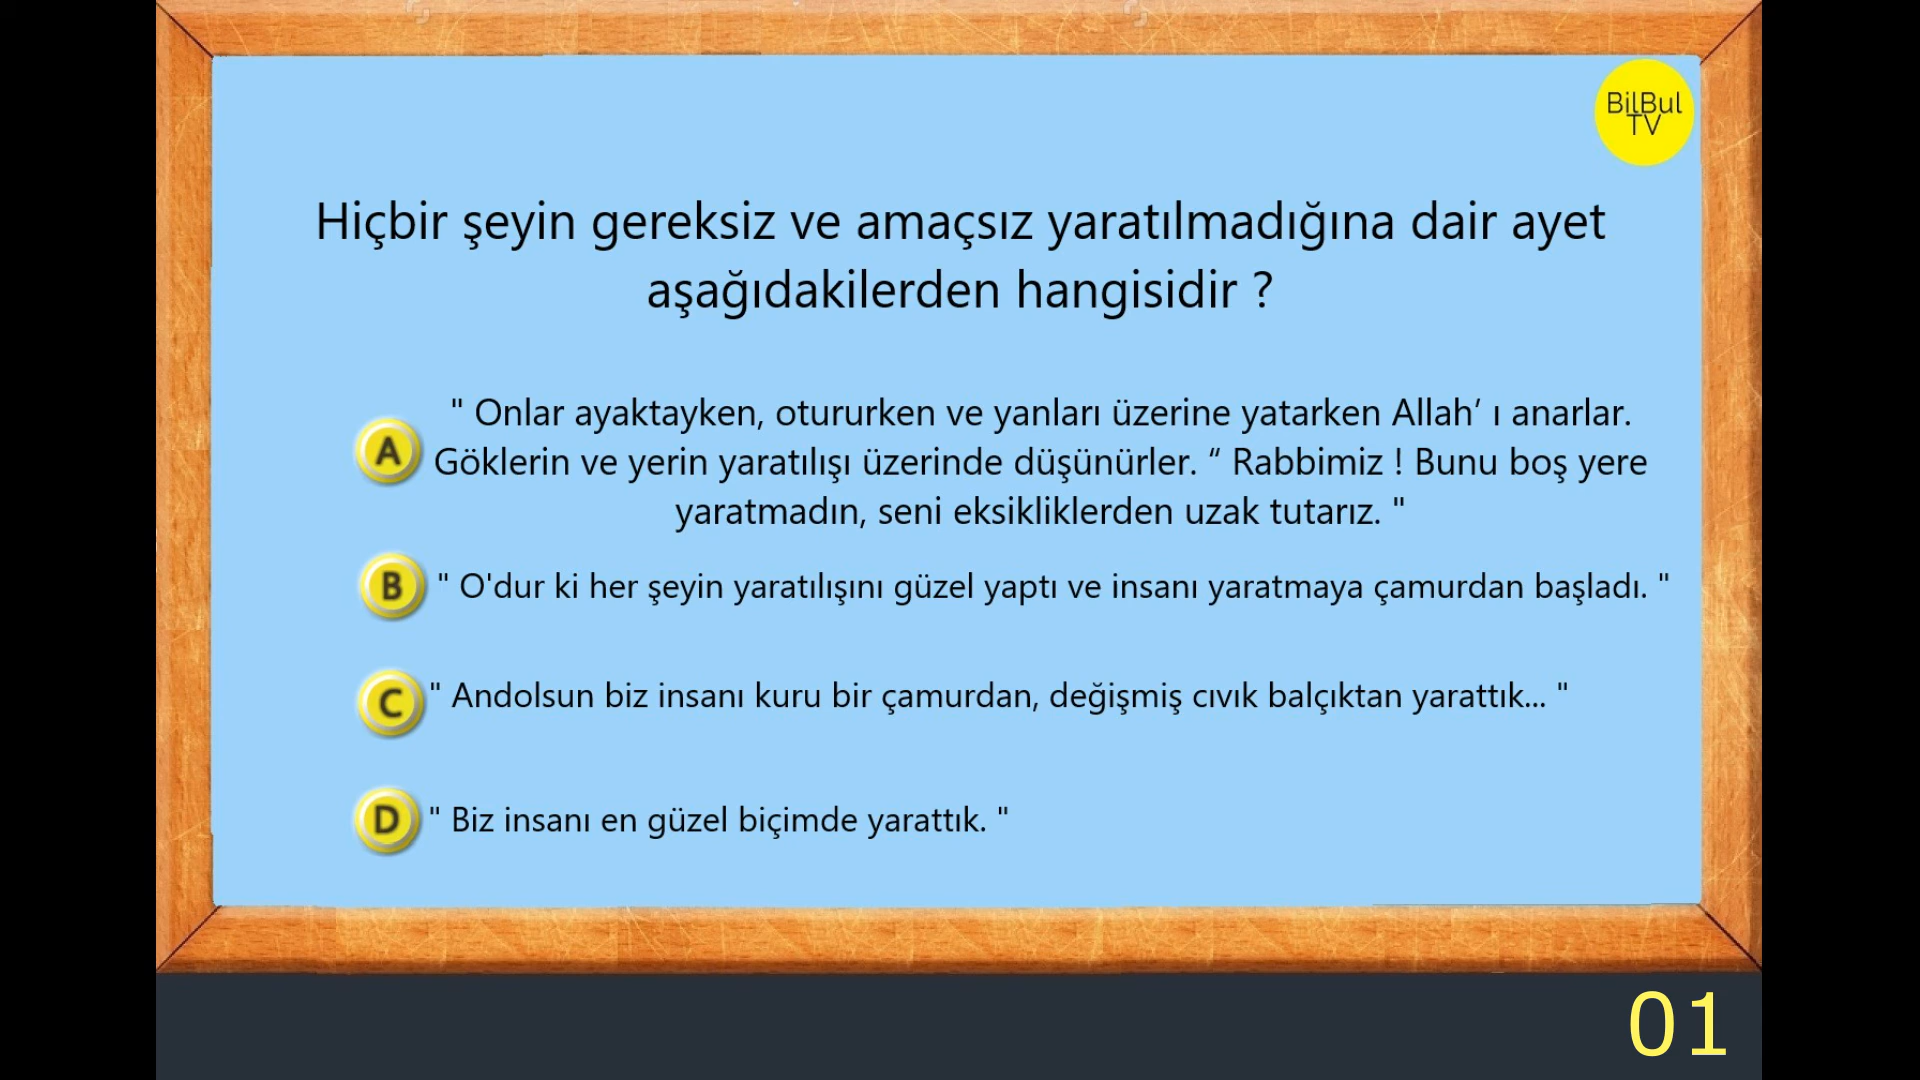 BilBul
TV
Hiçbir şeyin gereksiz ve amaçsız yaratılmadığına dair ayet
aşağıdakilerden hangisidir ?
A
" Onlar ayaktayken, otururken ve yanları üzerine yatarken Allah’ ı anarlar.
Göklerin ve yerin yaratılışı üzerinde düşünürler. “ Rabbimiz ! Bunu boş yere
yaratmadın, seni eksikliklerden uzak tutarız. "
B " O'dur ki her şeyin yaratılışını güzel yaptı ve insanı yaratmaya çamurdan başladı. "
C " Andolsun biz insanı kuru bir çamurdan, değişmiş cıvık balçıktan yarattık... "
D " Biz insanı en güzel biçimde yarattık. "
01